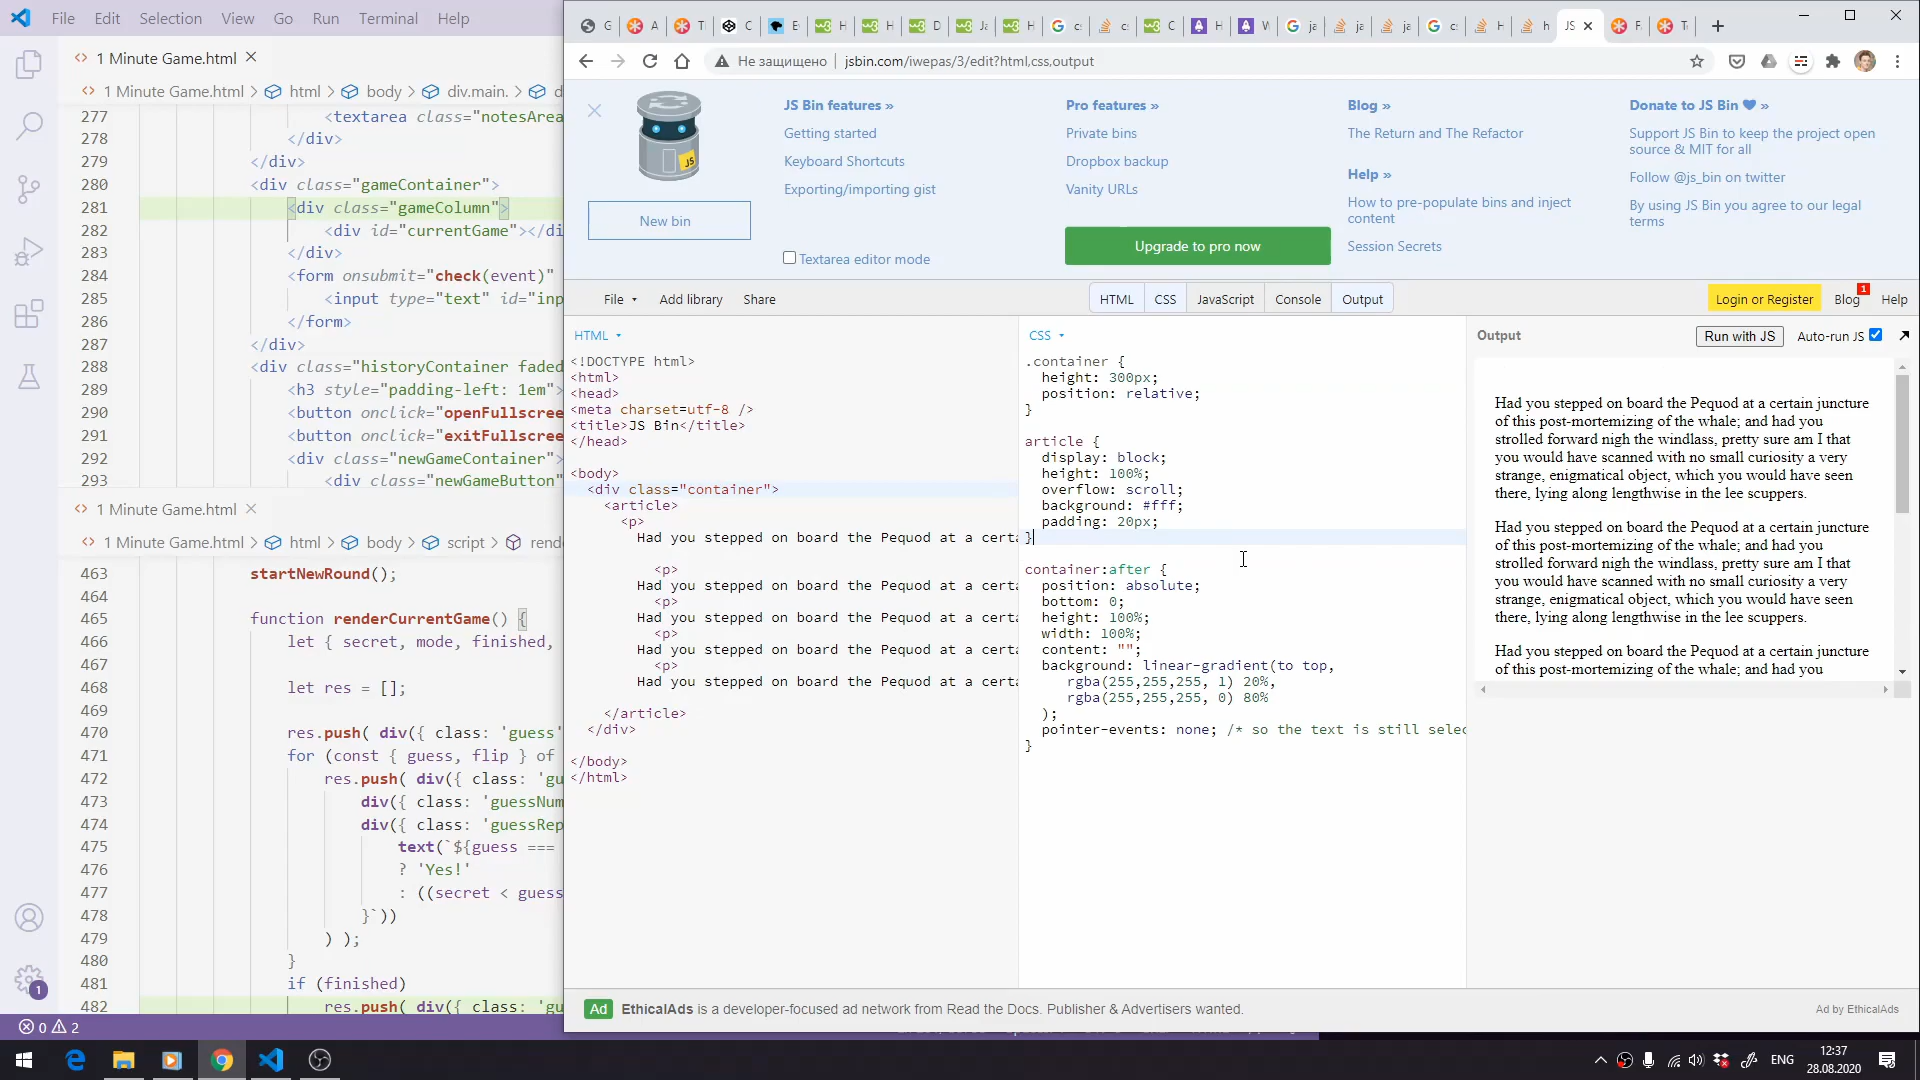 File Edit Selection View Go Run Terminal Help
1 Minute Game.html
1 Minute Game.html > html > body > div.main. >
277 <textarea class="notesArea
278 </div>
279 </div>
280 <div class="gameContainer">
281 <div class="gameColumn">
282 <div id="currentGame"></di
283 </div>
284 <form onsubmit="check(event)"
285 <input type="text" id="inp
286 </form>
287 </div>
288 <div class="historyContainer faded
289 <h3 style="padding-left: 1em">
290 <button onclick="openFullscree
291 <button onclick="exitFullscree
292 <div class="newGameContainer">
293 <div class="newGameButton"
1 Minute Game.html
1 Minute Game.html > html > body > script > rend
463 startNewRound();
464
465 function renderCurrentGame() {
466 let { secret, mode, finished,
467
468 let res = [];
469
470 res.push( div({ class: 'guess'
471 for (const { guess, flip } of
472 res.push( div({ class: 'gu
473 div({ class: 'guessNum
474 div({ class: 'guessRep
475 text(`${guess ===
476 ? 'Yes!'
477 : ((secret < guess
478 }`))
479 ) );
480 }
481 if (finished)
482 res.push( div({ class: 'gu
0 2
Не защищено jsbin.com/iwepas/3/edit?html,css,output
JS Bin features »
Getting started
Keyboard Shortcuts
Exporting/importing gist
Textarea editor mode
New bin
Pro features »
Private bins
Dropbox backup
Vanity URLs
Upgrade to pro now
Blog »
The Return and The Refactor
Help »
How to pre-populate bins and inject
content
Session Secrets
Donate to JS Bin »
Support JS Bin to keep the project open
source & MIT for all
Follow @js_bin on twitter
By using JS Bin you agree to our legal
terms
File Add library Share HTML CSS JavaScript Console Output Login or Register Blog 1 Help
HTML
<!DOCTYPE html>
<html>
<head>
<meta charset=utf-8 />
<title>JS Bin</title>
</head>
<body>
<div class="container">
<article>
<p>
Had you stepped on board the Pequod at a certa
<p>
Had you stepped on board the Pequod at a certa
<p>
Had you stepped on board the Pequod at a certa
<p>
Had you stepped on board the Pequod at a certa
<p>
Had you stepped on board the Pequod at a certa
</article>
</div>
</body>
</html>
CSS
.container {
height: 300px;
position: relative;
}
article {
display: block;
height: 100%;
overflow: scroll;
background: #fff;
padding: 20px;
}
container:after {
position: absolute;
bottom: 0;
height: 100%;
width: 100%;
content: "";
background: linear-gradient(to top,
rgba(255,255,255, 1) 20%,
rgba(255,255,255, 0) 80%
);
pointer-events: none; /* so the text is still selec
}
Output Run with JS Auto-run JS
Had you stepped on board the Pequod at a certain juncture
of this post-mortemizing of the whale; and had you
strolled forward nigh the windlass, pretty sure am I that
you would have scanned with no small curiosity a very
strange, enigmatical object, which you would have seen
there, lying along lengthwise in the lee scuppers.
Had you stepped on board the Pequod at a certain juncture
of this post-mortemizing of the whale; and had you
strolled forward nigh the windlass, pretty sure am I that
you would have scanned with no small curiosity a very
strange, enigmatical object, which you would have seen
there, lying along lengthwise in the lee scuppers.
Had you stepped on board the Pequod at a certain juncture
of this post-mortemizing of the whale; and had you
Ad EthicalAds is a developer-focused ad network from Read the Docs. Publisher & Advertisers wanted.
Ad by EthicalAds
ENG
12:37
28.08.2020